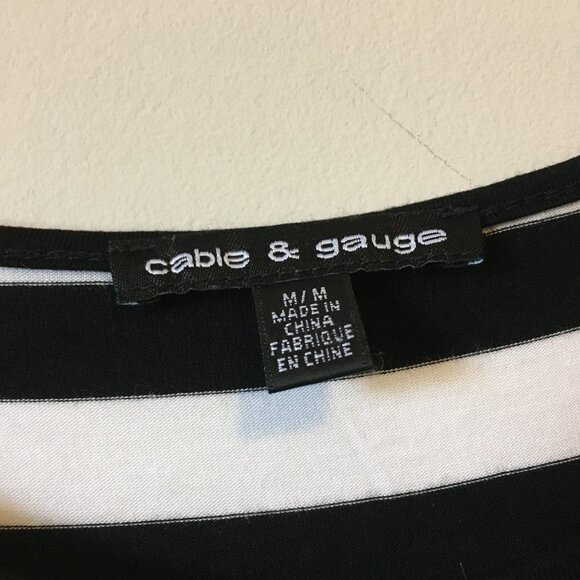 cable & gauge
M/M
MADE IN
CHINA
FABRIQUE
EN CHINE